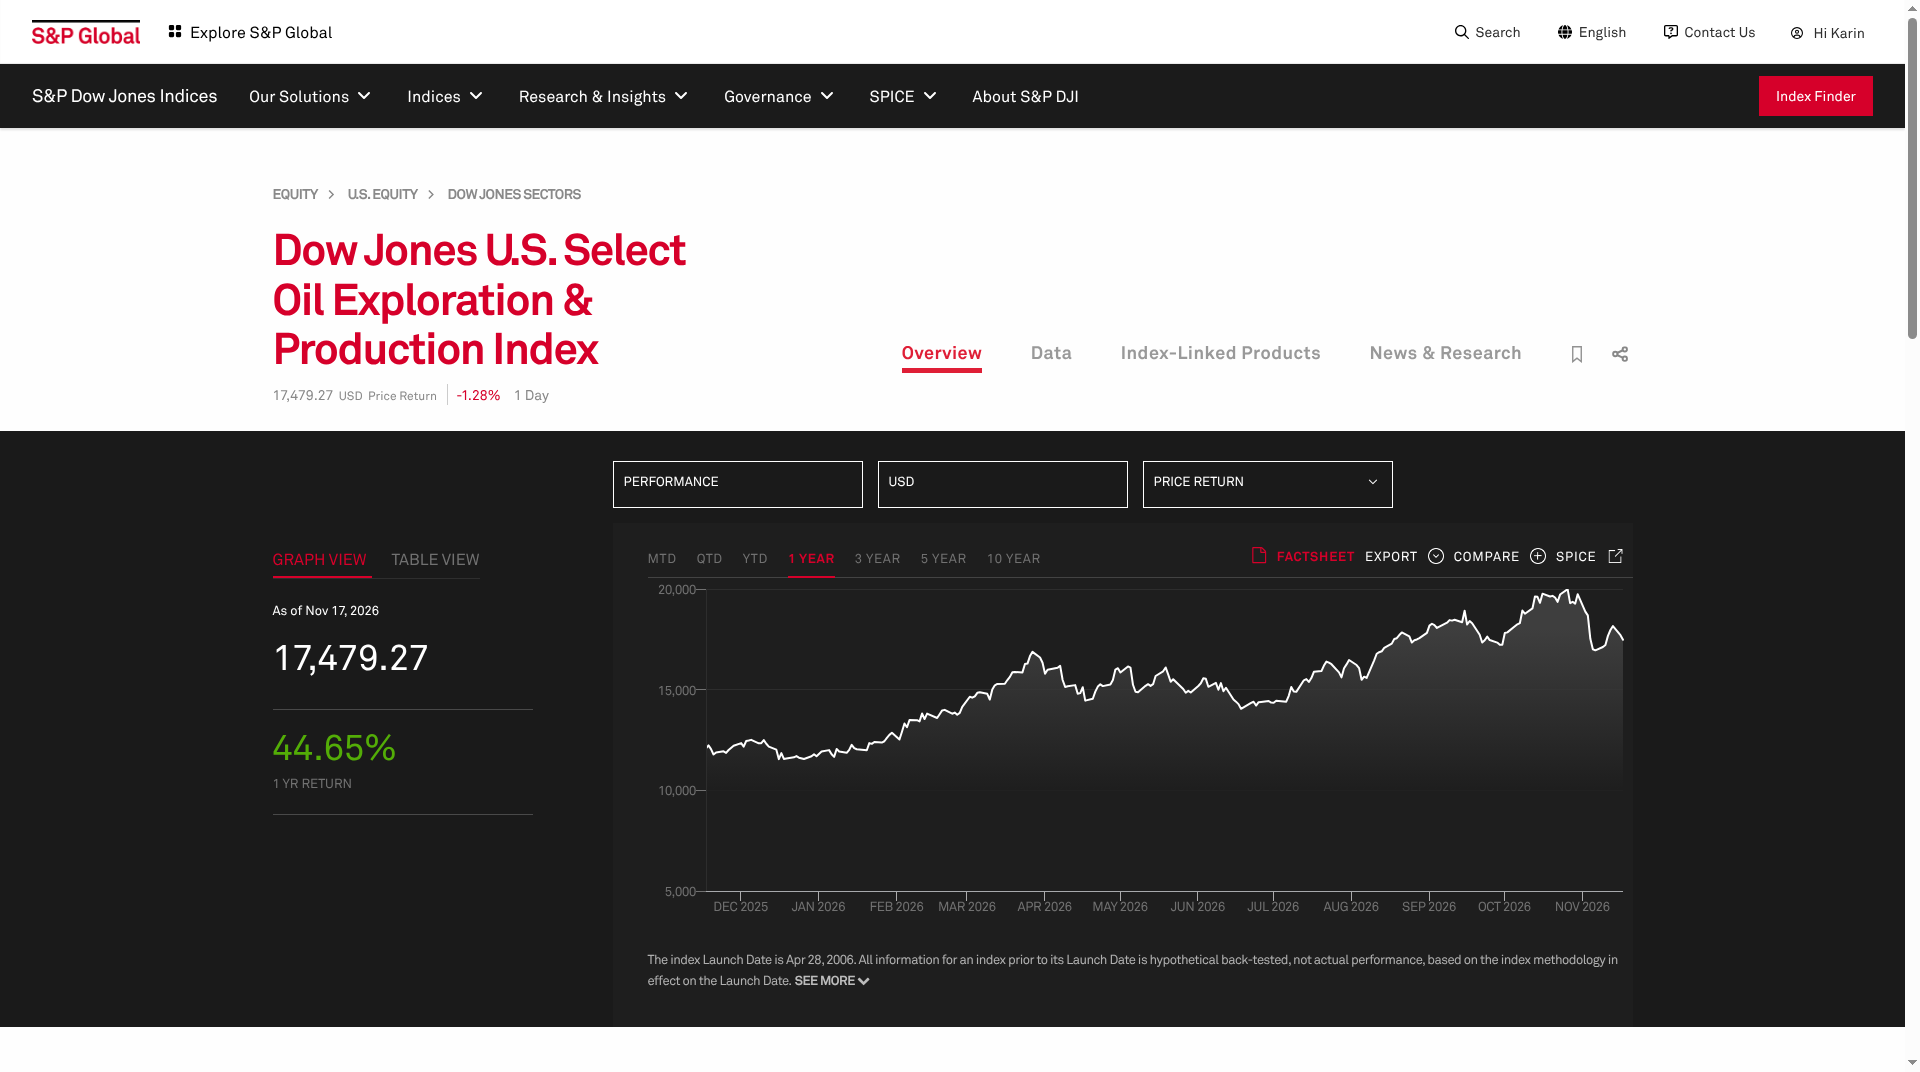 S&P Global
Explore S&P Global
Search
English
Contact Us
Hi Karin
S&P Dow Jones Indices
Our Solutions
Indices
Research & Insights
Governance
SPICE
About S&P DJI
Index Finder
EQUITY > U.S. EQUITY > DOW JONES SECTORS
Dow Jones U.S. Select
Oil Exploration &
Production Index
17,479.27 USD Price Return -1.28% 1 Day
Overview
Data
Index-Linked Products
News & Research
PERFORMANCE
USD
PRICE RETURN
GRAPH VIEW
TABLE VIEW
As of Nov 17, 2026
17,479.27
44.65%
1 YR RETURN
MTD QTD YTD 1 YEAR 3 YEAR 5 YEAR 10 YEAR
FACTSHEET EXPORT COMPARE SPICE
20,000
15,000
10,000
5,000
DEC 2025 JAN 2026 FEB 2026 MAR 2026 APR 2026 MAY 2026 JUN 2026 JUL 2026 AUG 2026 SEP 2026 OCT 2026 NOV 2026
The index Launch Date is Apr 28, 2006. All information for an index prior to its Launch Date is hypothetical back-tested, not actual performance, based on the index methodology in
effect on the Launch Date. SEE MORE